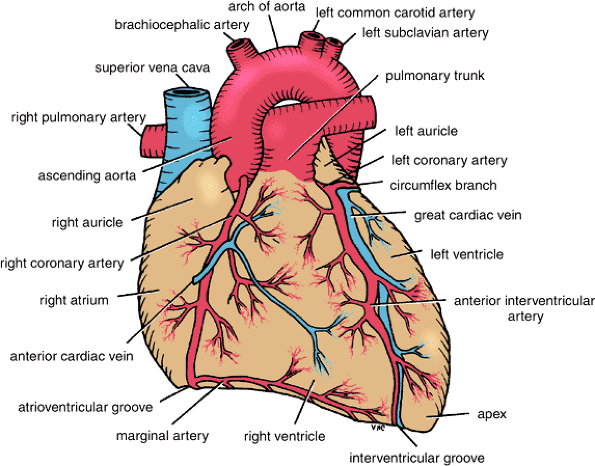 arch of aorta
left common carotid artery
brachiocephalic artery
left subclavian artery
superior vena cava
pulmonary trunk
right pulmonary artery
left auricle
left coronary artery
ascending aorta
circumflex branch
right auricle
great cardiac vein
left ventricle
right coronary artery
right atrium
anterior interventricular
artery
anterior cardiac vein
atrioventricular groove
apex
marginal artery
right ventricle
interventricular groove